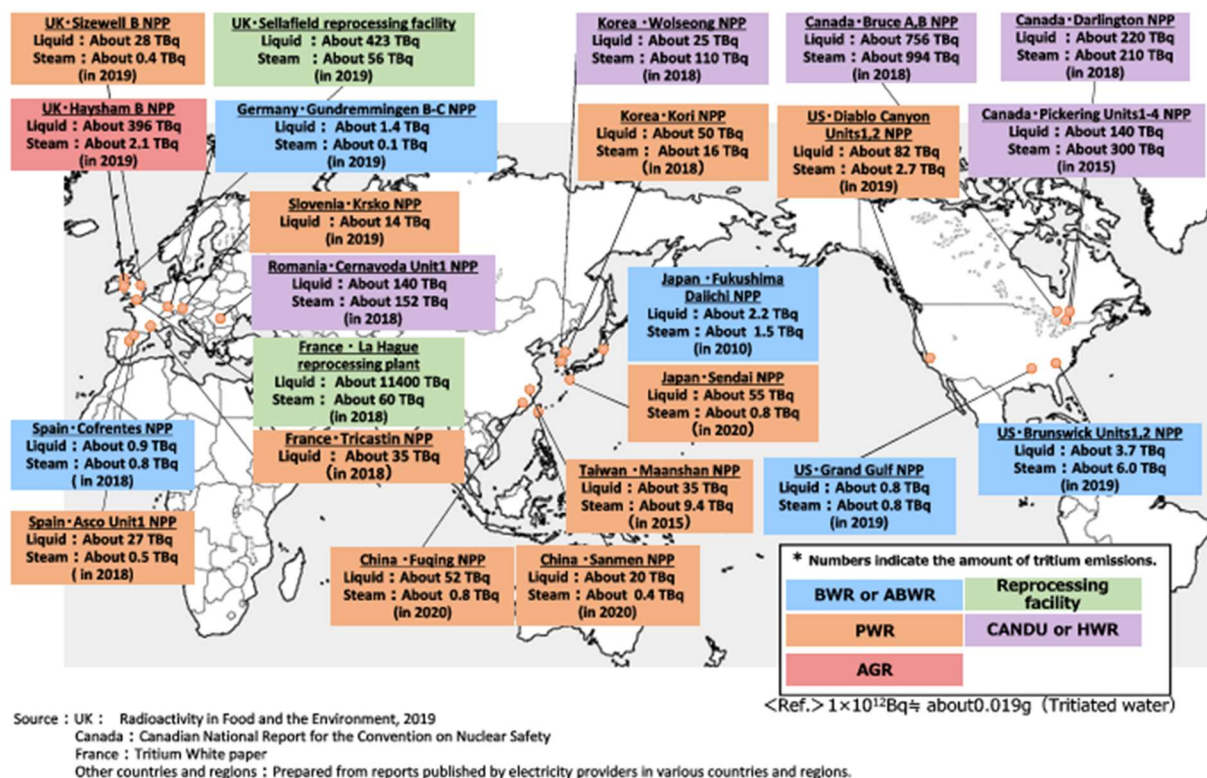 UK・Sizewell B NPP
Liquid：About 28 TBq
Steam：About 0.4 TBq
(in 2019)
UK・Sellafield reprocessing facility
Liquid：About 423 TBq
Steam：About 56 TBq
(in 2019)
Korea・Wolseong NPP
Liquid：About 25 TBq
Steam：About 110 TBq
(in 2018)
Canada・Bruce A,B NPP
Liquid：About 756 TBq
Steam：About 994 TBq
(in 2018)
Canada・Darlington NPP
Liquid：About 220 TBq
Steam：About 210 TBq
(in 2018)
UK・Haysham B NPP
Liquid：About 396 TBq
Steam：About 2.1 TBq
(in 2019)
Germany・Gundremmingen B-C NPP
Liquid：About 1.4 TBq
Steam：About 0.1 TBq
(in 2019)
Korea・Kori NPP
Liquid：About 50 TBq
Steam：About 16 TBq
(in 2018)
US・Diablo Canyon
Units1,2 NPP
Liquid：About 82 TBq
Steam：About 2.7 TBq
(in 2019)
Canada・Pickering Units1-4 NPP
Liquid：About 140 TBq
Steam：About 300 TBq
(in 2015)
Slovenia・Krsko NPP
Liquid：About 14 TBq
(in 2019)
Romania・Cernavoda Unit1 NPP
Liquid：About 140 TBq
Steam：About 152 TBq
(in 2018)
Japan・Fukushima
Daiichi NPP
Liquid：About 2.2 TBq
Steam：About 1.5 TBq
(in 2010)
France・La Hague
reprocessing plant
Liquid：About 11400 TBq
Steam：About 60 TBq
(in 2018)
Japan・Sendai NPP
Liquid：About 55 TBq
Steam：About 0.8 TBq
(in 2020)
Spain・Cofrentes NPP
Liquid：About 0.9 TBq
Steam：About 0.8 TBq
( in 2018)
France・Tricastin NPP
Liquid：About 35 TBq
(in 2018)
Taiwan・Maanshan NPP
Liquid：About 35 TBq
Steam：About 9.4 TBq
(in 2015)
US・Grand Gulf NPP
Liquid：About 0.8 TBq
Steam：About 0.8 TBq
(in 2019)
US・Brunswick Units1,2 NPP
Liquid：About 3.7 TBq
Steam：About 6.0 TBq
(in 2019)
Spain・Asco Unit1 NPP
Liquid：About 27 TBq
Steam：About 0.5 TBq
( in 2018)
China・Fuqing NPP
Liquid：About 52 TBq
Steam：About 0.8 TBq
(in 2020)
China・Sanmen NPP
Liquid：About 20 TBq
Steam：About 0.4 TBq
(in 2020)
* Numbers indicate the amount of tritium emissions.
BWR or ABWR
Reprocessing
facility
PWR
CANDU or HWR
AGR
<Ref.> 1×10¹²Bq≒ about0.019g（Tritiated water）
Source：UK： Radioactivity in Food and the Environment, 2019
Canada：Canadian National Report for the Convention on Nuclear Safety
France：Tritium White paper
Other countries and regions：Prepared from reports published by electricity providers in various countries and regions.